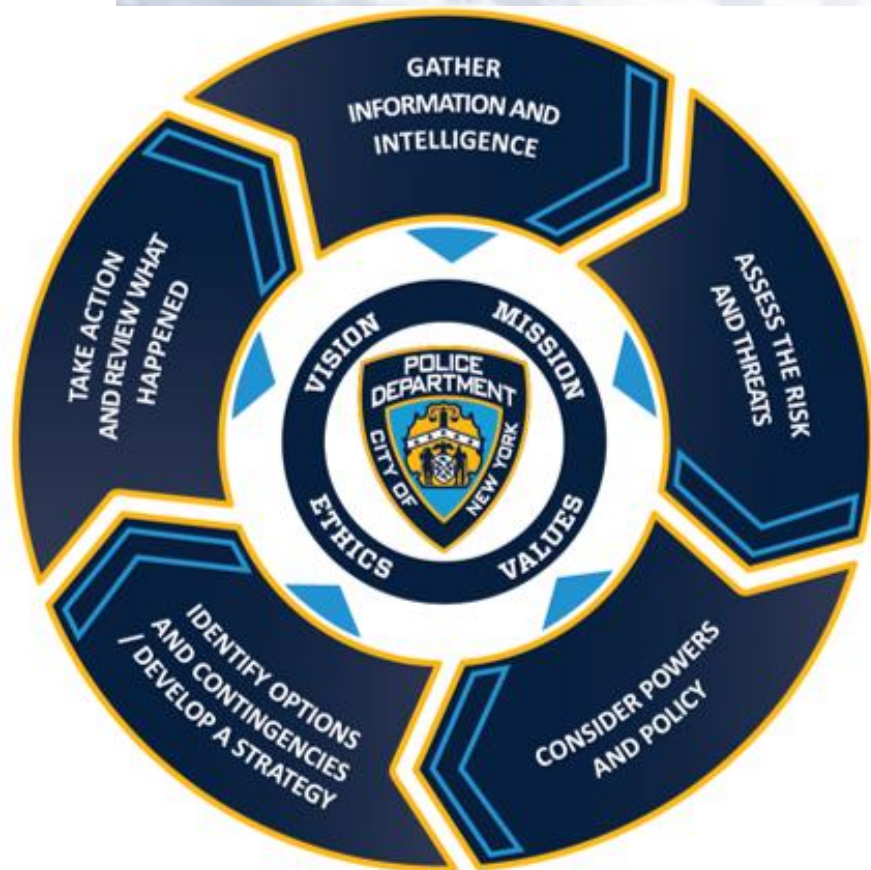 GATHER
INFORMATION AND
INTELLIGENCE
ASSESS THE RISK
AND THREATS
CONSIDER POWERS
AND POLICY
IDENTIFY OPTIONS
AND CONTINGENCIES
/ DEVELOP A STRATEGY
TAKE ACTION
AND REVIEW WHAT
HAPPENED
VISION
MISSION
VALUES
ETHICS
POLICE
DEPARTMENT
CITY OF
NEW YORK